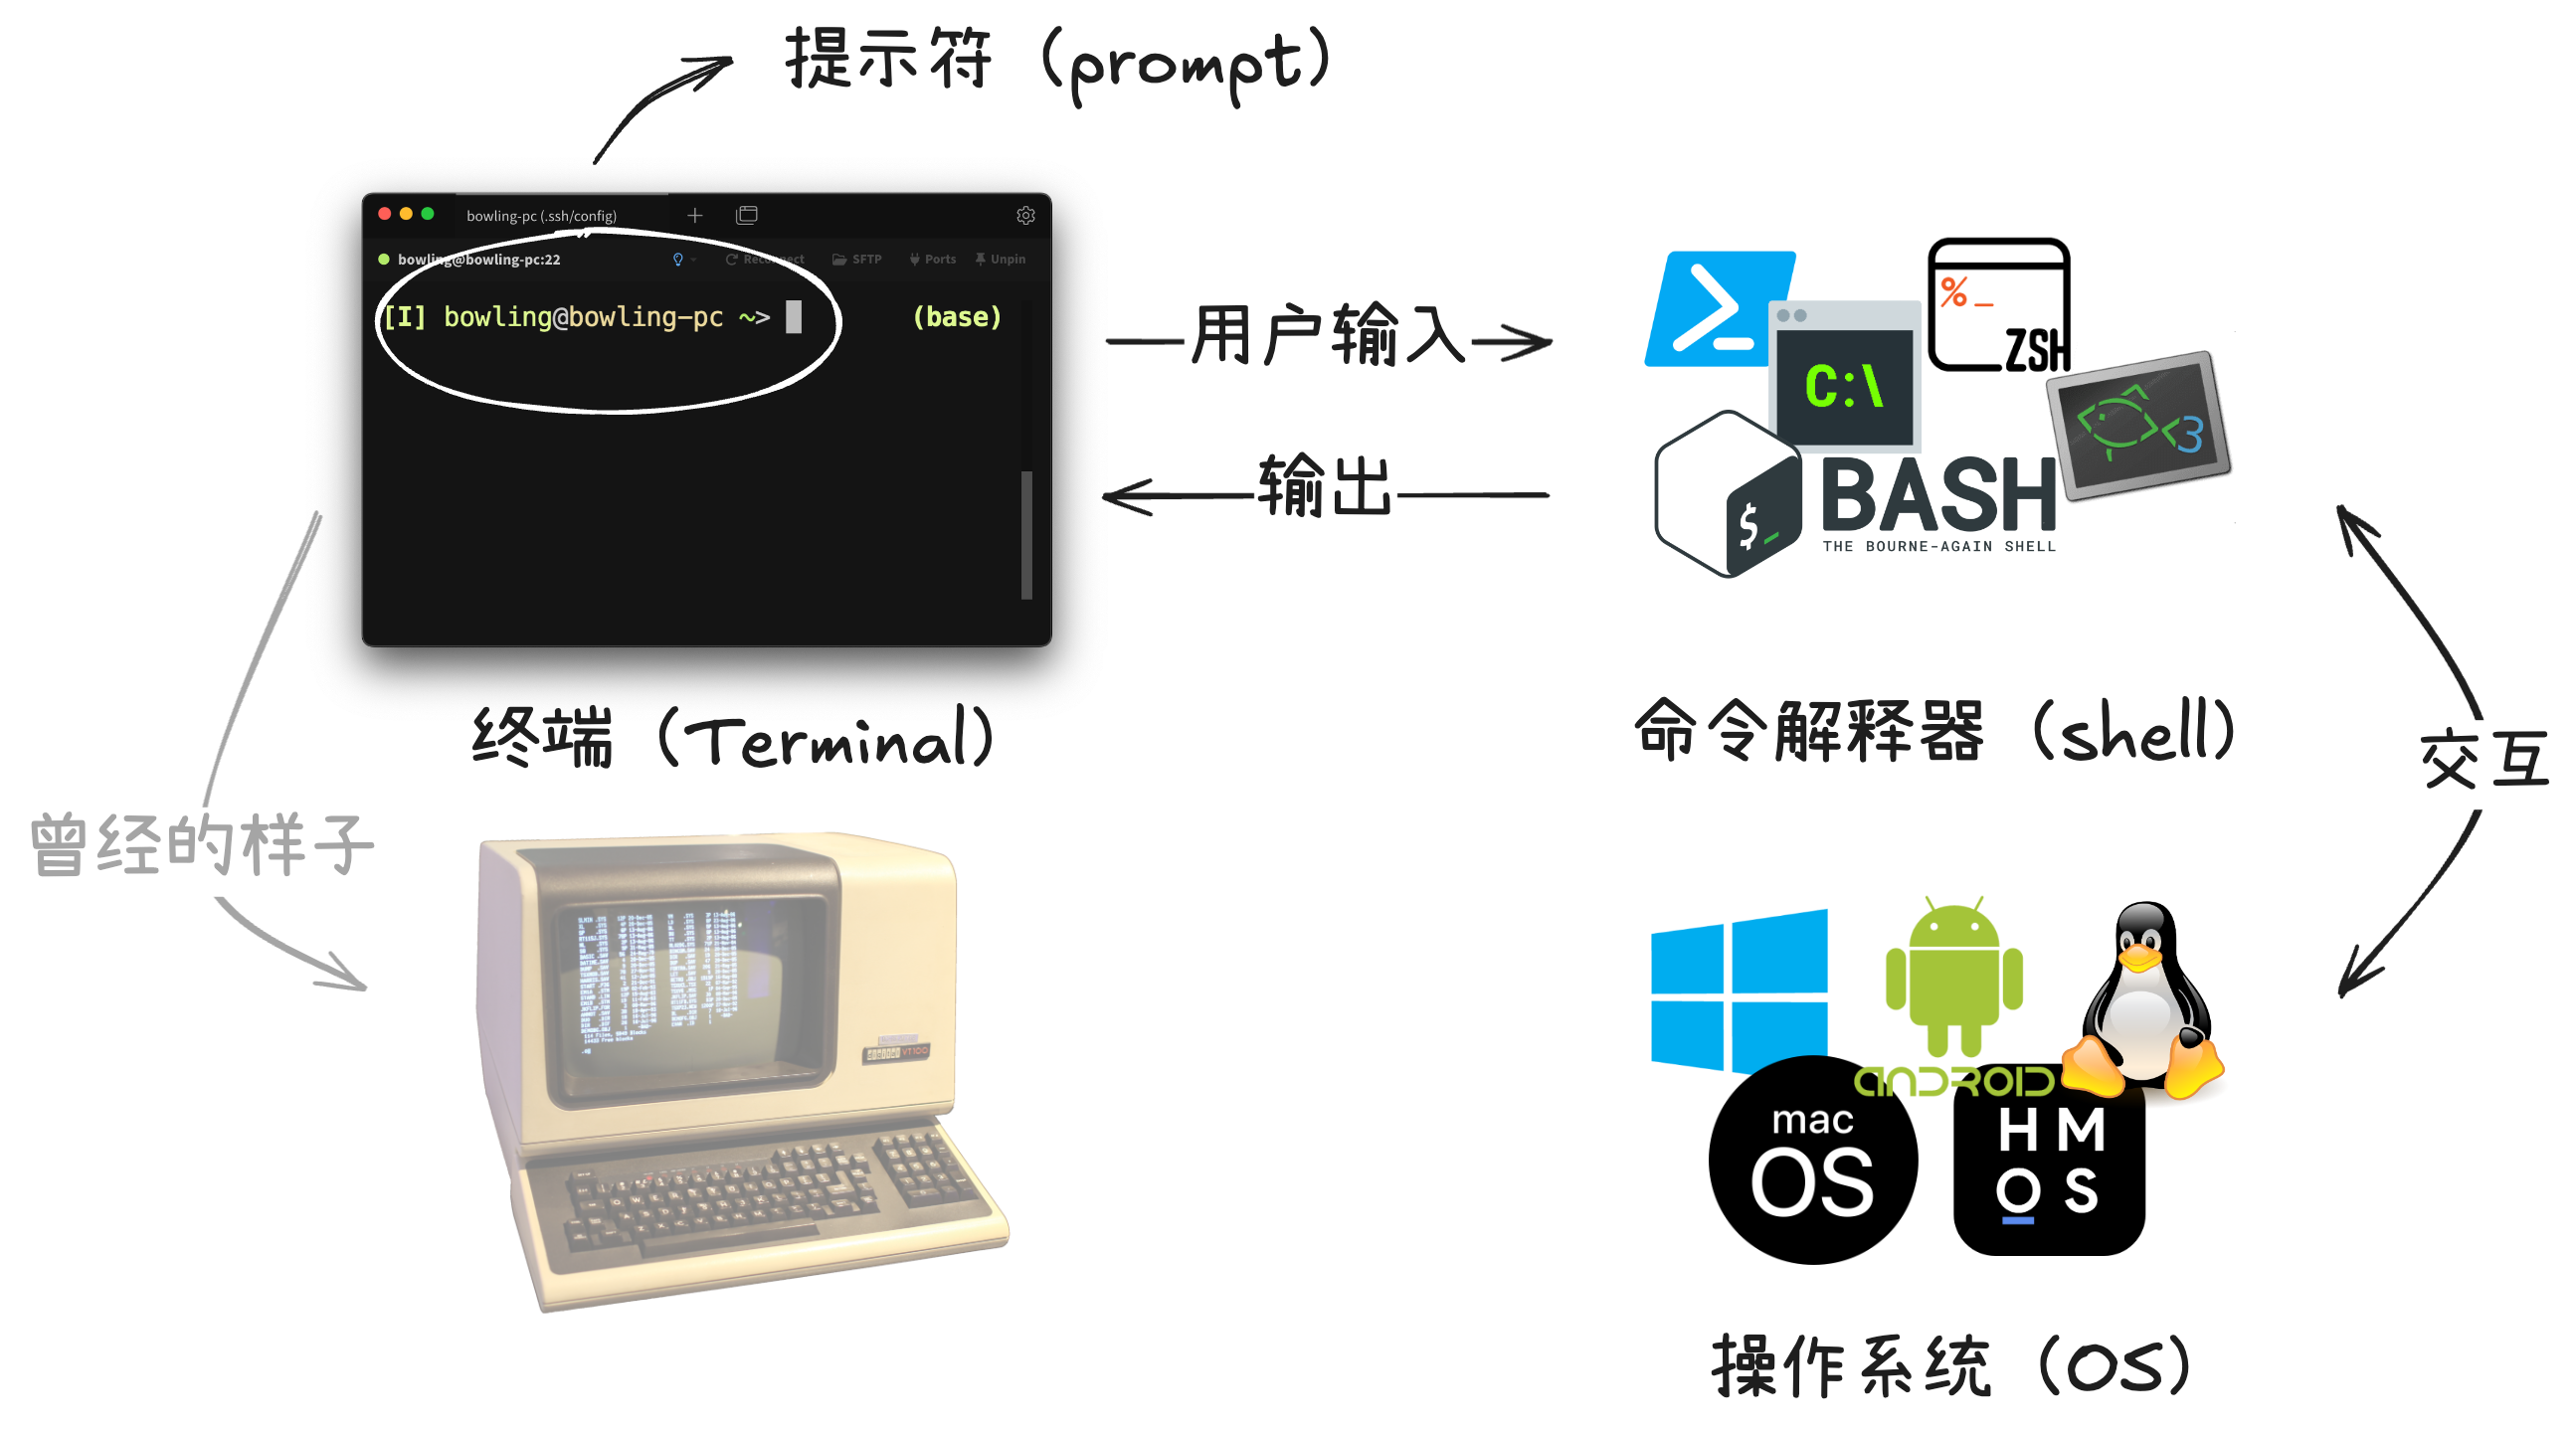 提示符（prompt）
bowling-pc (.ssh/config)
bowling@bowling-pc:22
Reconnect
SFTP
Ports
Unpin
[I] bowling@bowling-pc ~>
(base)
用户输入
输出
终端（Terminal）
曾经的样子
digital VT100
%_
ZSH
C:\
3
$_
BASH
THE BOURNE-AGAIN SHELL
命令解释器（shell）
交互
ANDROID
mac
OS
HM
OS
操作系统（OS）